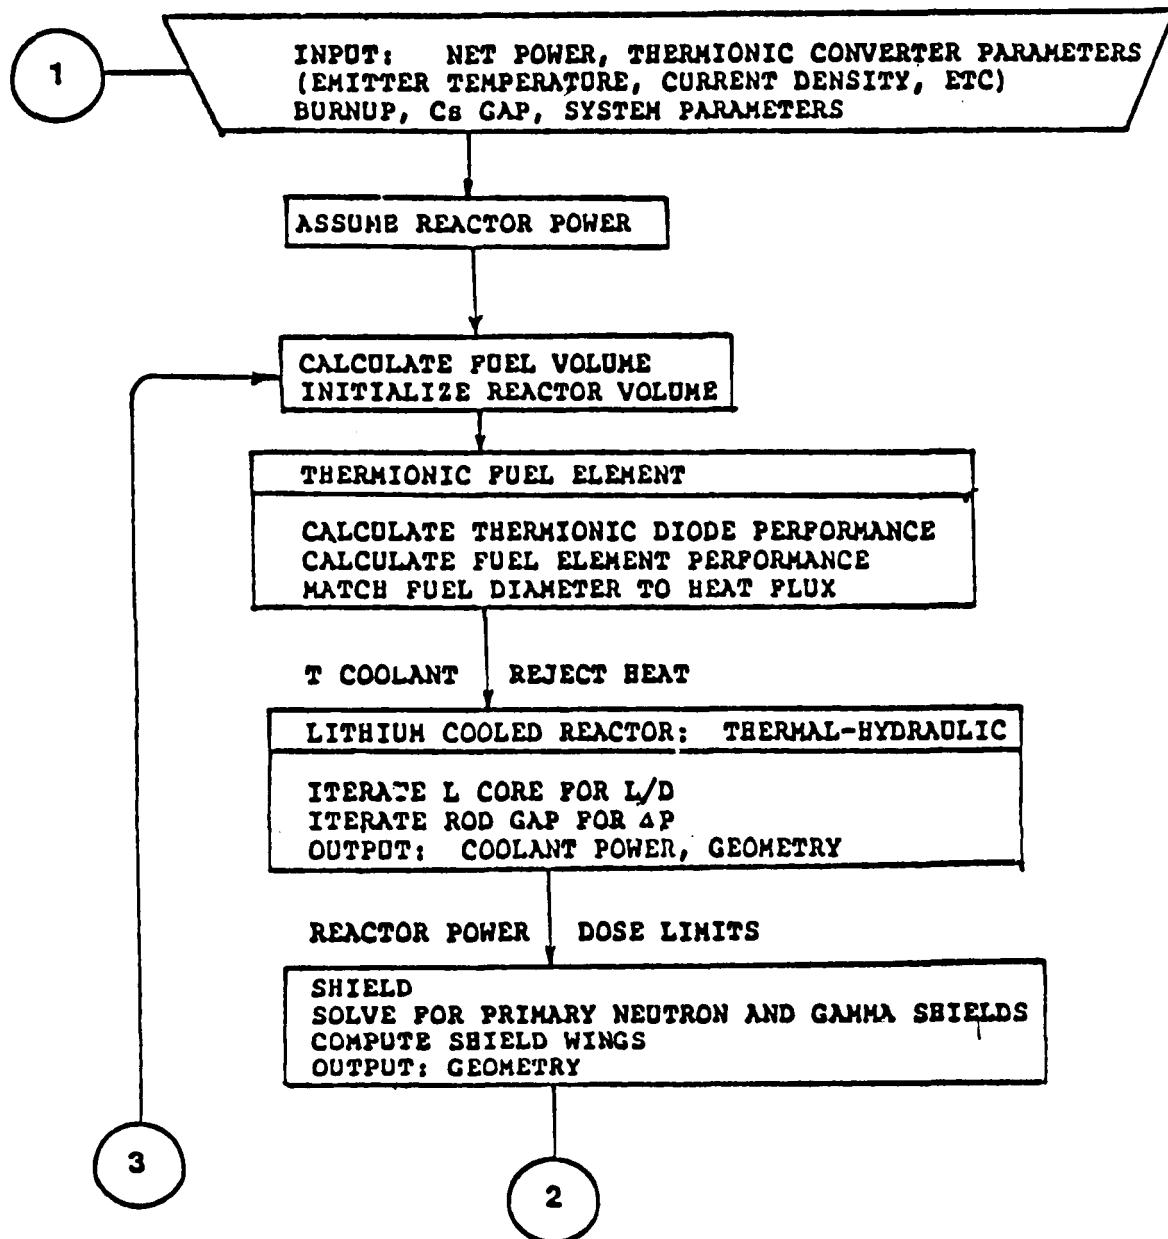 1
INPUT: NET POWER, THERMIONIC CONVERTER PARAMETERS
(EMITTER TEMPERATURE, CURRENT DENSITY, ETC)
BURNUP, Cs GAP, SYSTEM PARAMETERS
ASSUME REACTOR POWER
CALCULATE FUEL VOLUME
INITIALIZE REACTOR VOLUME
THERMIONIC FUEL ELEMENT
CALCULATE THERMIONIC DIODE PERFORMANCE
CALCULATE FUEL ELEMENT PERFORMANCE
MATCH FUEL DIAMETER TO HEAT FLUX
T COOLANT REJECT HEAT
LITHIUM COOLED REACTOR: THERMAL-HYDRAULIC
ITERATE L CORE FOR L/D
ITERATE ROD GAP FOR ΔP
OUTPUT: COOLANT POWER, GEOMETRY
REACTOR POWER DOSE LIMITS
SHIELD
SOLVE FOR PRIMARY NEUTRON AND GAMMA SHIELDS
COMPUTE SHIELD WINGS
OUTPUT: GEOMETRY
3
2